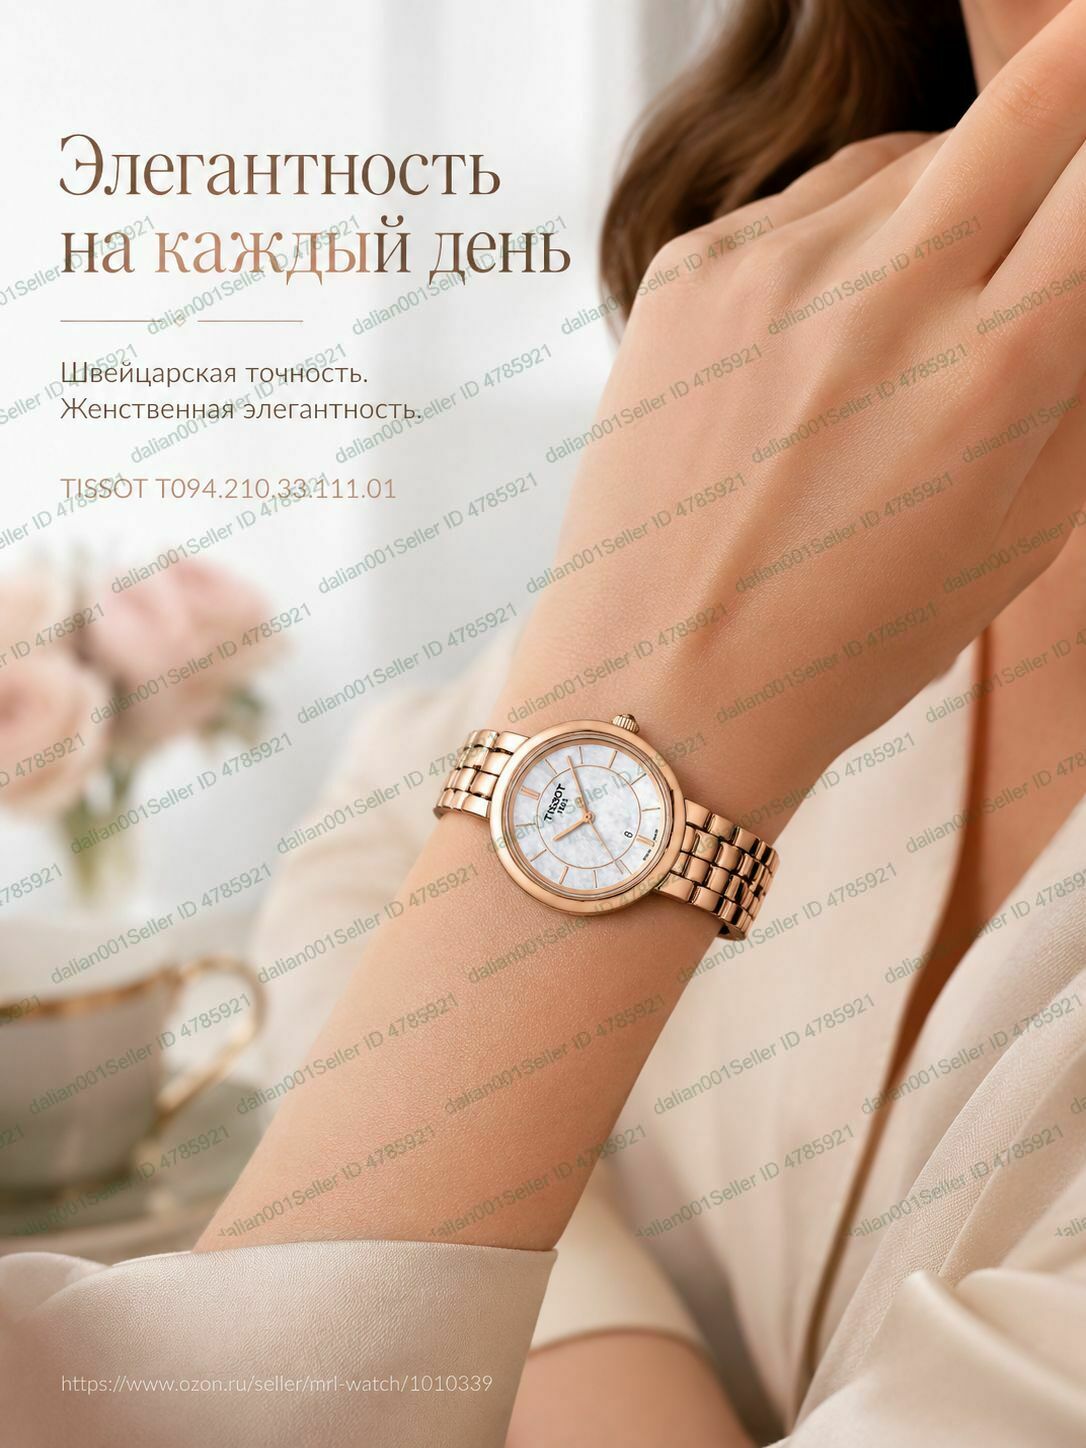 Элегантность
на каждый день
Швейцарская точность.
Женственная элегантность.
TISSOT T094.210.33.111.01
TISSOT
1853
6
https://www.ozon.ru/seller/mrl-watch/1010339
dalian001Seller ID 4785921